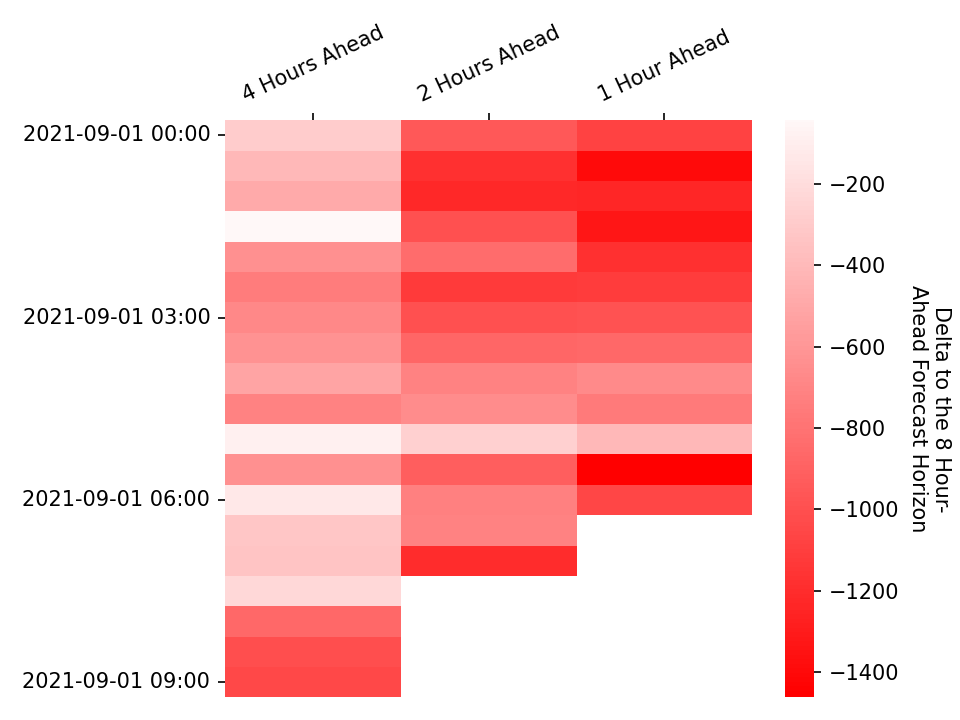 4 Hours Ahead
2 Hours Ahead
1 Hour Ahead
2021-09-01 00:00
2021-09-01 03:00
2021-09-01 06:00
2021-09-01 09:00
−200
−400
−600
−800
−1000
−1200
−1400
Delta to the 8 Hour-
Ahead Forecast Horizon